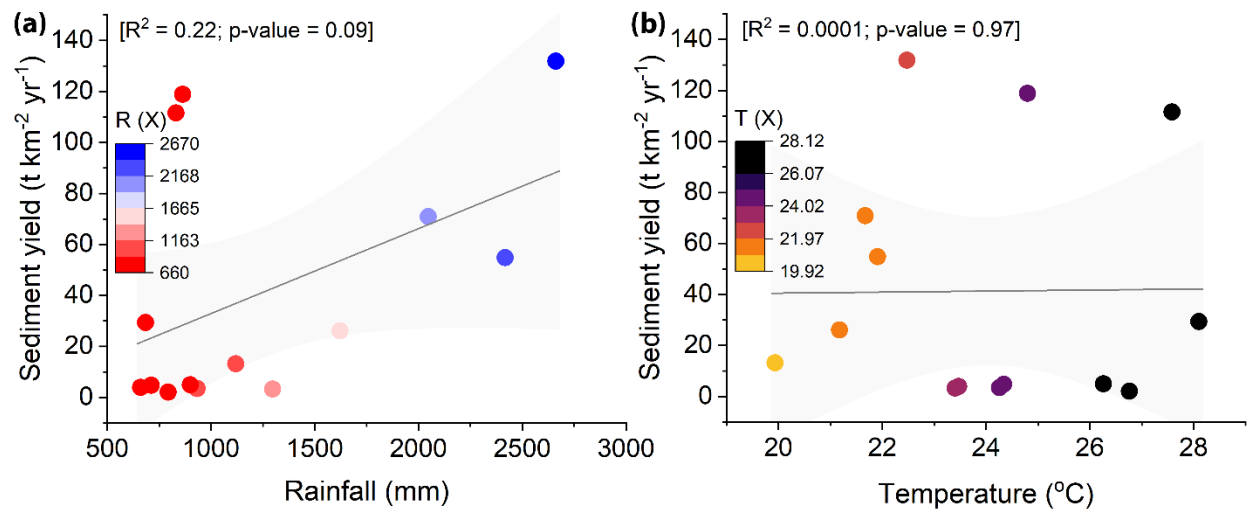 (a)
[R² = 0.22; p-value = 0.09]
Sediment yield (t km⁻² yr⁻¹)
140
120
100
80
60
40
20
0
R (X)
2670
2168
1665
1163
660
500 1000 1500 2000 2500 3000
Rainfall (mm)
(b)
[R² = 0.0001; p-value = 0.97]
Sediment yield (t km⁻² yr⁻¹)
140
120
100
80
60
40
20
0
T (X)
28.12
26.07
24.02
21.97
19.92
20 22 24 26 28
Temperature (°C)